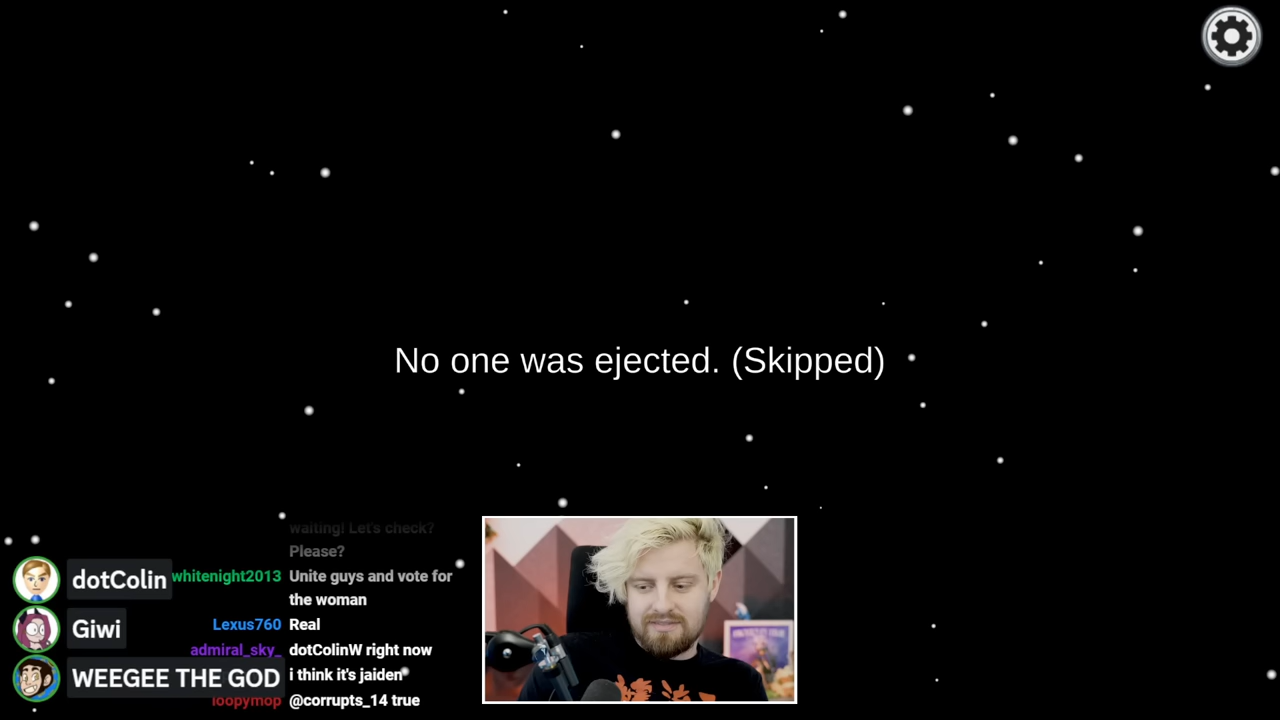 No one was ejected. (Skipped)
waiting! Let's check?
Please?
whitenight2013 Unite guys and vote for
the woman
Lexus760 Real
admiral_sky_ dotColinW right now
i think it's jaiden
loopymop @corrupts_14 true
dotColin
Giwi
WEEGEE THE GOD